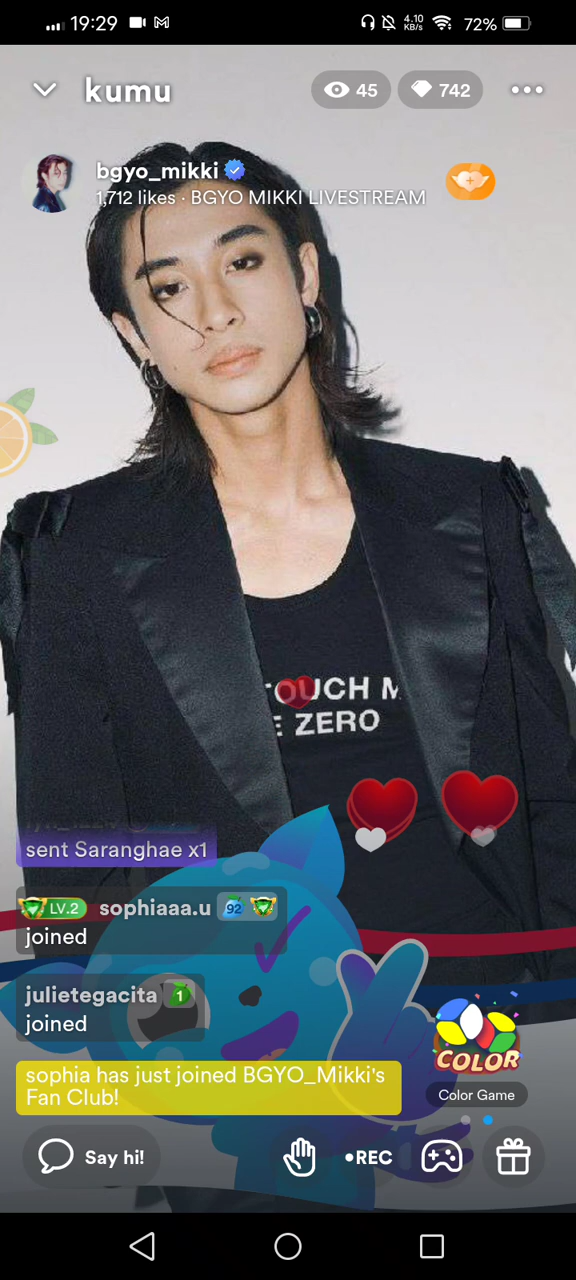 19:29
4.10
KB/s
72%
kumu
45
742
bgyo_mikki
1,712 likes · BGYO MIKKI LIVESTREAM
TOUCH M
E ZERO
sent Saranghae x1
LV.2 sophiaaa.u 92
joined
julietegacita 1
joined
sophia has just joined BGYO_Mikki's
Fan Club!
COLOR
Color Game
Say hi!
•REC